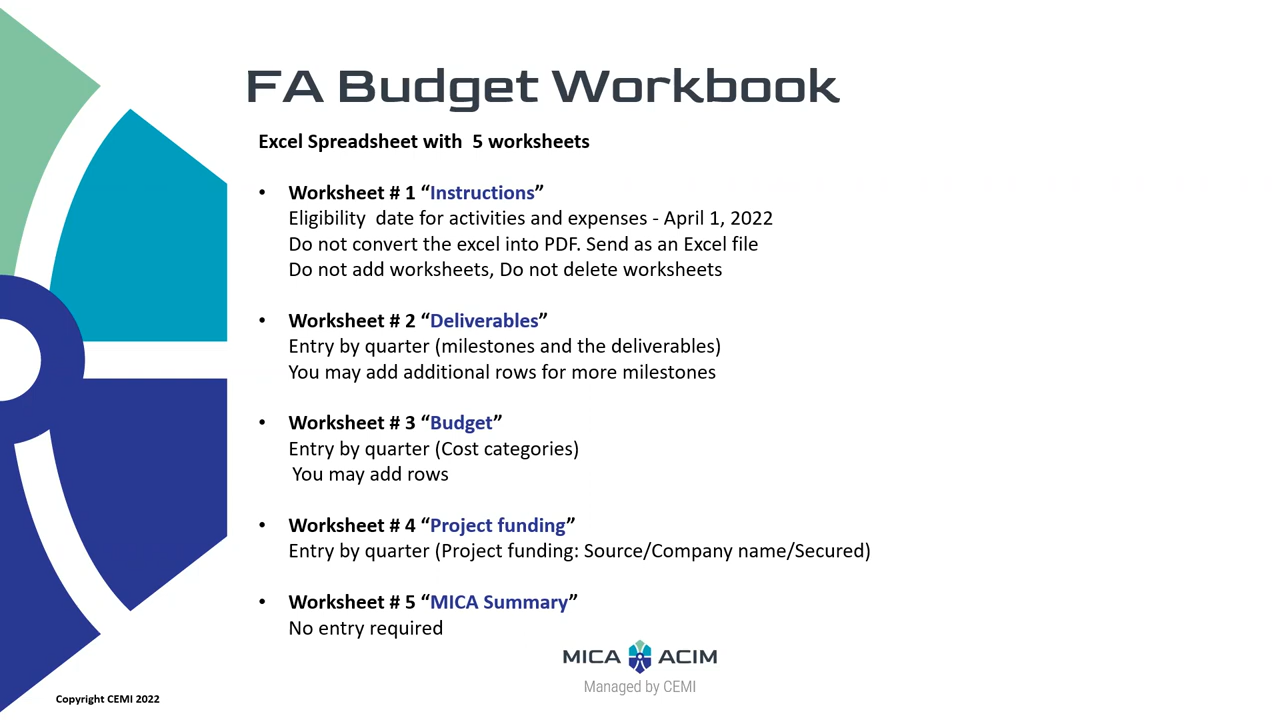 FA Budget Workbook
Excel Spreadsheet with  5 worksheets
• Worksheet # 1 “Instructions”
Eligibility  date for activities and expenses - April 1, 2022
Do not convert the excel into PDF. Send as an Excel file
Do not add worksheets, Do not delete worksheets
• Worksheet # 2 “Deliverables”
Entry by quarter (milestones and the deliverables)
You may add additional rows for more milestones
• Worksheet # 3 “Budget”
Entry by quarter (Cost categories)
You may add rows
• Worksheet # 4 “Project funding”
Entry by quarter (Project funding: Source/Company name/Secured)
• Worksheet # 5 “MICA Summary”
No entry required
MICA ACIM
Managed by CEMI
Copyright CEMI 2022